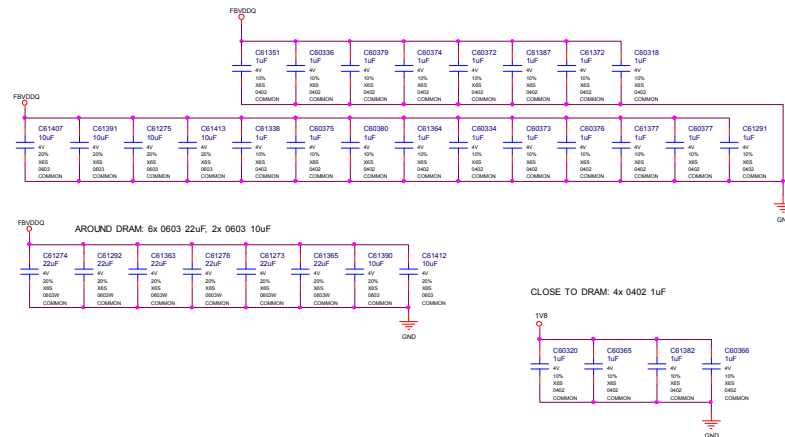 FBVDDQ
C61351 C60336 C60379 C60374 C60372 C61387 C61372 C60318
1uF 1uF 1uF 1uF 1uF 1uF 1uF 1uF
4V 4V 4V 4V 4V 4V 4V 4V
10% 10% 10% 10% 10% 10% 10% 10%
X6S X6S X6S X6S X6S X6S X6S X6S
0402 0402 0402 0402 0402 0402 0402 0402
COMMON COMMON COMMON COMMON COMMON COMMON COMMON COMMON
FBVDDQ
C61407 C61391 C61275 C61413 C61338 C60375 C60380 C61364 C60334 C60373 C60376 C61377 C60377 C61291
10uF 10uF 10uF 10uF 1uF 1uF 1uF 1uF 1uF 1uF 1uF 1uF 1uF 1uF
4V 4V 4V 4V 4V 4V 4V 4V 4V 4V 4V 4V 4V 4V
20% 20% 20% 20% 10% 10% 10% 10% 10% 10% 10% 10% 10% 10%
X6S X6S X6S X6S X6S X6S X6S X6S X6S X6S X6S X6S X6S X6S
0603 0603 0603 0603 0402 0402 0402 0402 0402 0402 0402 0402 0402 0402
COMMON COMMON COMMON COMMON COMMON COMMON COMMON COMMON COMMON COMMON COMMON COMMON COMMON COMMON
FBVDDQ
AROUND DRAM: 6x 0603 22uF, 2x 0603 10uF
C61274 C61292 C61363 C61276 C61273 C61365 C61390 C61412
22uF 22uF 22uF 22uF 22uF 22uF 10uF 10uF
4V 4V 4V 4V 4V 4V 4V 4V
20% 20% 20% 20% 20% 20% 20% 20%
X6S X6S X6S X6S X6S X6S X6S X6S
0603W 0603W 0603W 0603W 0603W 0603W 0603 0603
COMMON COMMON COMMON COMMON COMMON COMMON COMMON COMMON
GND
CLOSE TO DRAM: 4x 0402 1uF
1V8
C60320 C60365 C61382 C60366
1uF 1uF 1uF 1uF
4V 4V 4V 4V
10% 10% 10% 10%
X6S X6S X6S X6S
0402 0402 0402 0402
COMMON COMMON COMMON COMMON
GND